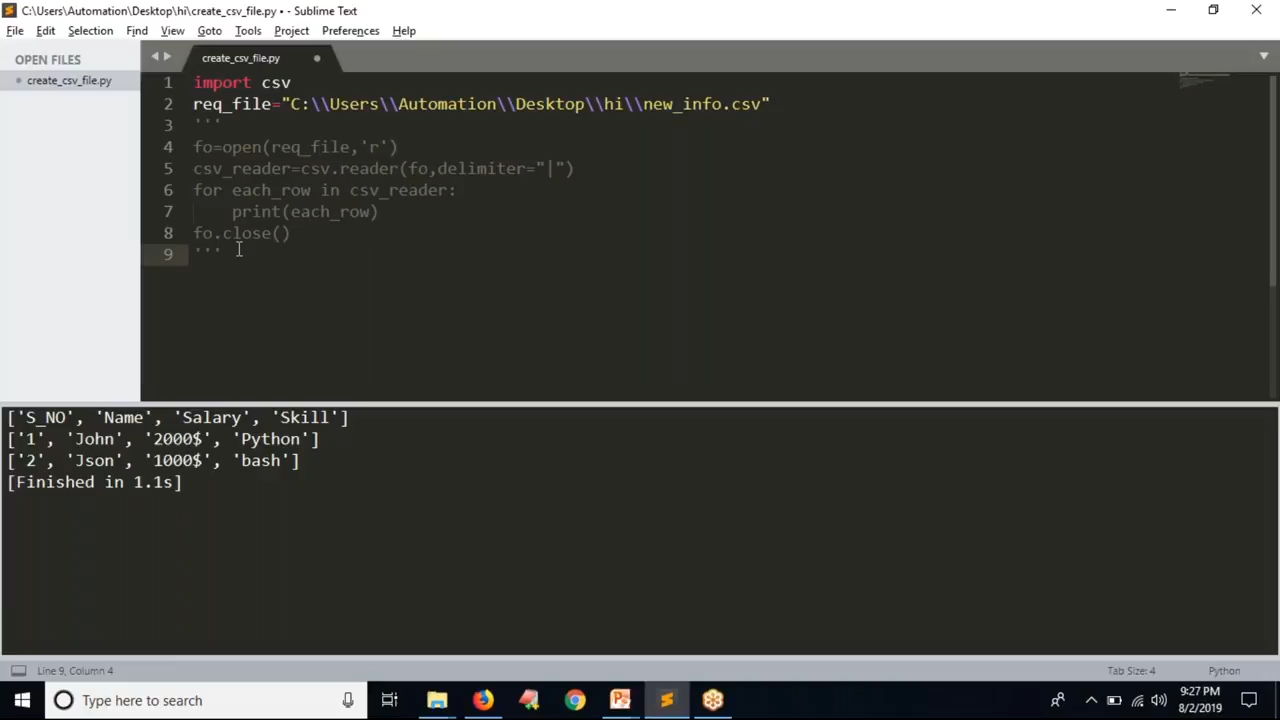 C:\Users\Automation\Desktop\hi\create_csv_file.py • - Sublime Text
File Edit Selection Find View Goto Tools Project Preferences Help
OPEN FILES
create_csv_file.py
create_csv_file.py
1 import csv
2 req_file="C:\\Users\\Automation\\Desktop\\hi\\new_info.csv"
3 '''
4 fo=open(req_file,'r')
5 csv_reader=csv.reader(fo,delimiter="|")
6 for each_row in csv_reader:
7     print(each_row)
8 fo.close()
9 '''
['S_NO', 'Name', 'Salary', 'Skill']
['1', 'John', '2000$', 'Python']
['2', 'Json', '1000$', 'bash']
[Finished in 1.1s]
Line 9, Column 4
Tab Size: 4
Python
Type here to search
9:27 PM
8/2/2019